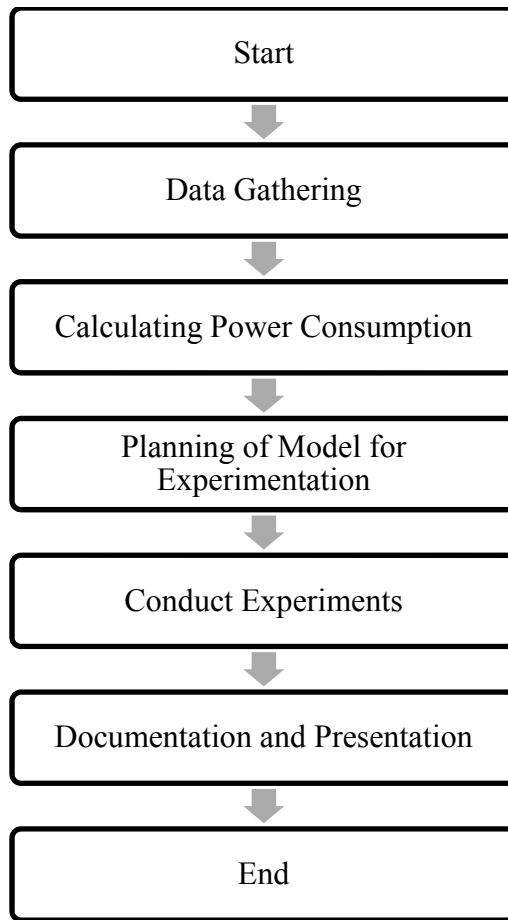 Start
Data Gathering
Calculating Power Consumption
Planning of Model for
Experimentation
Conduct Experiments
Documentation and Presentation
End